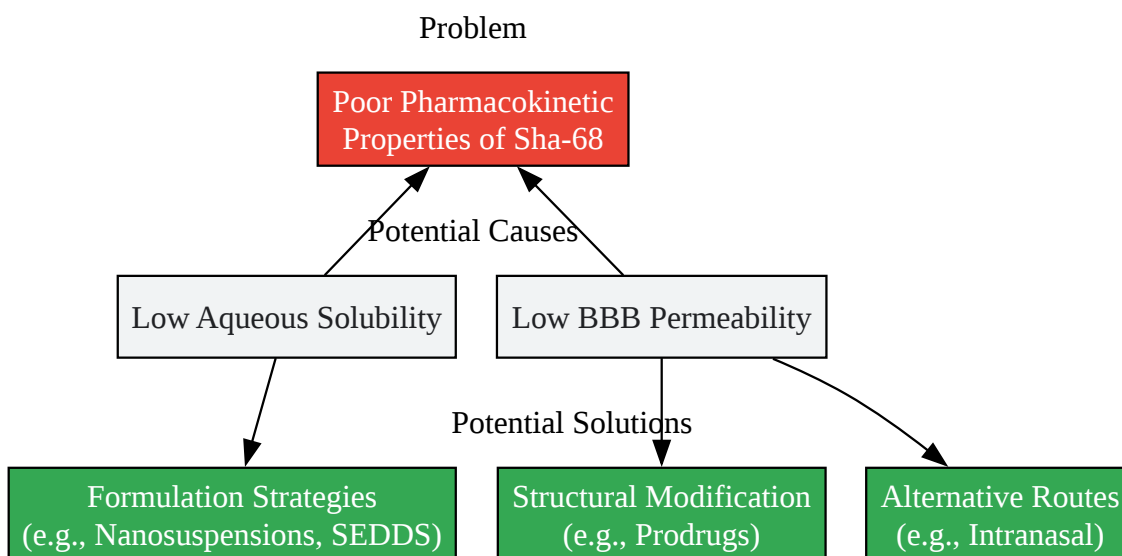 Problem
Poor Pharmacokinetic
Properties of Sha-68
Potential Causes
Low Aqueous Solubility
Low BBB Permeability
Potential Solutions
Formulation Strategies
(e.g., Nanosuspensions, SEDDS)
Structural Modification
(e.g., Prodrugs)
Alternative Routes
(e.g., Intranasal)